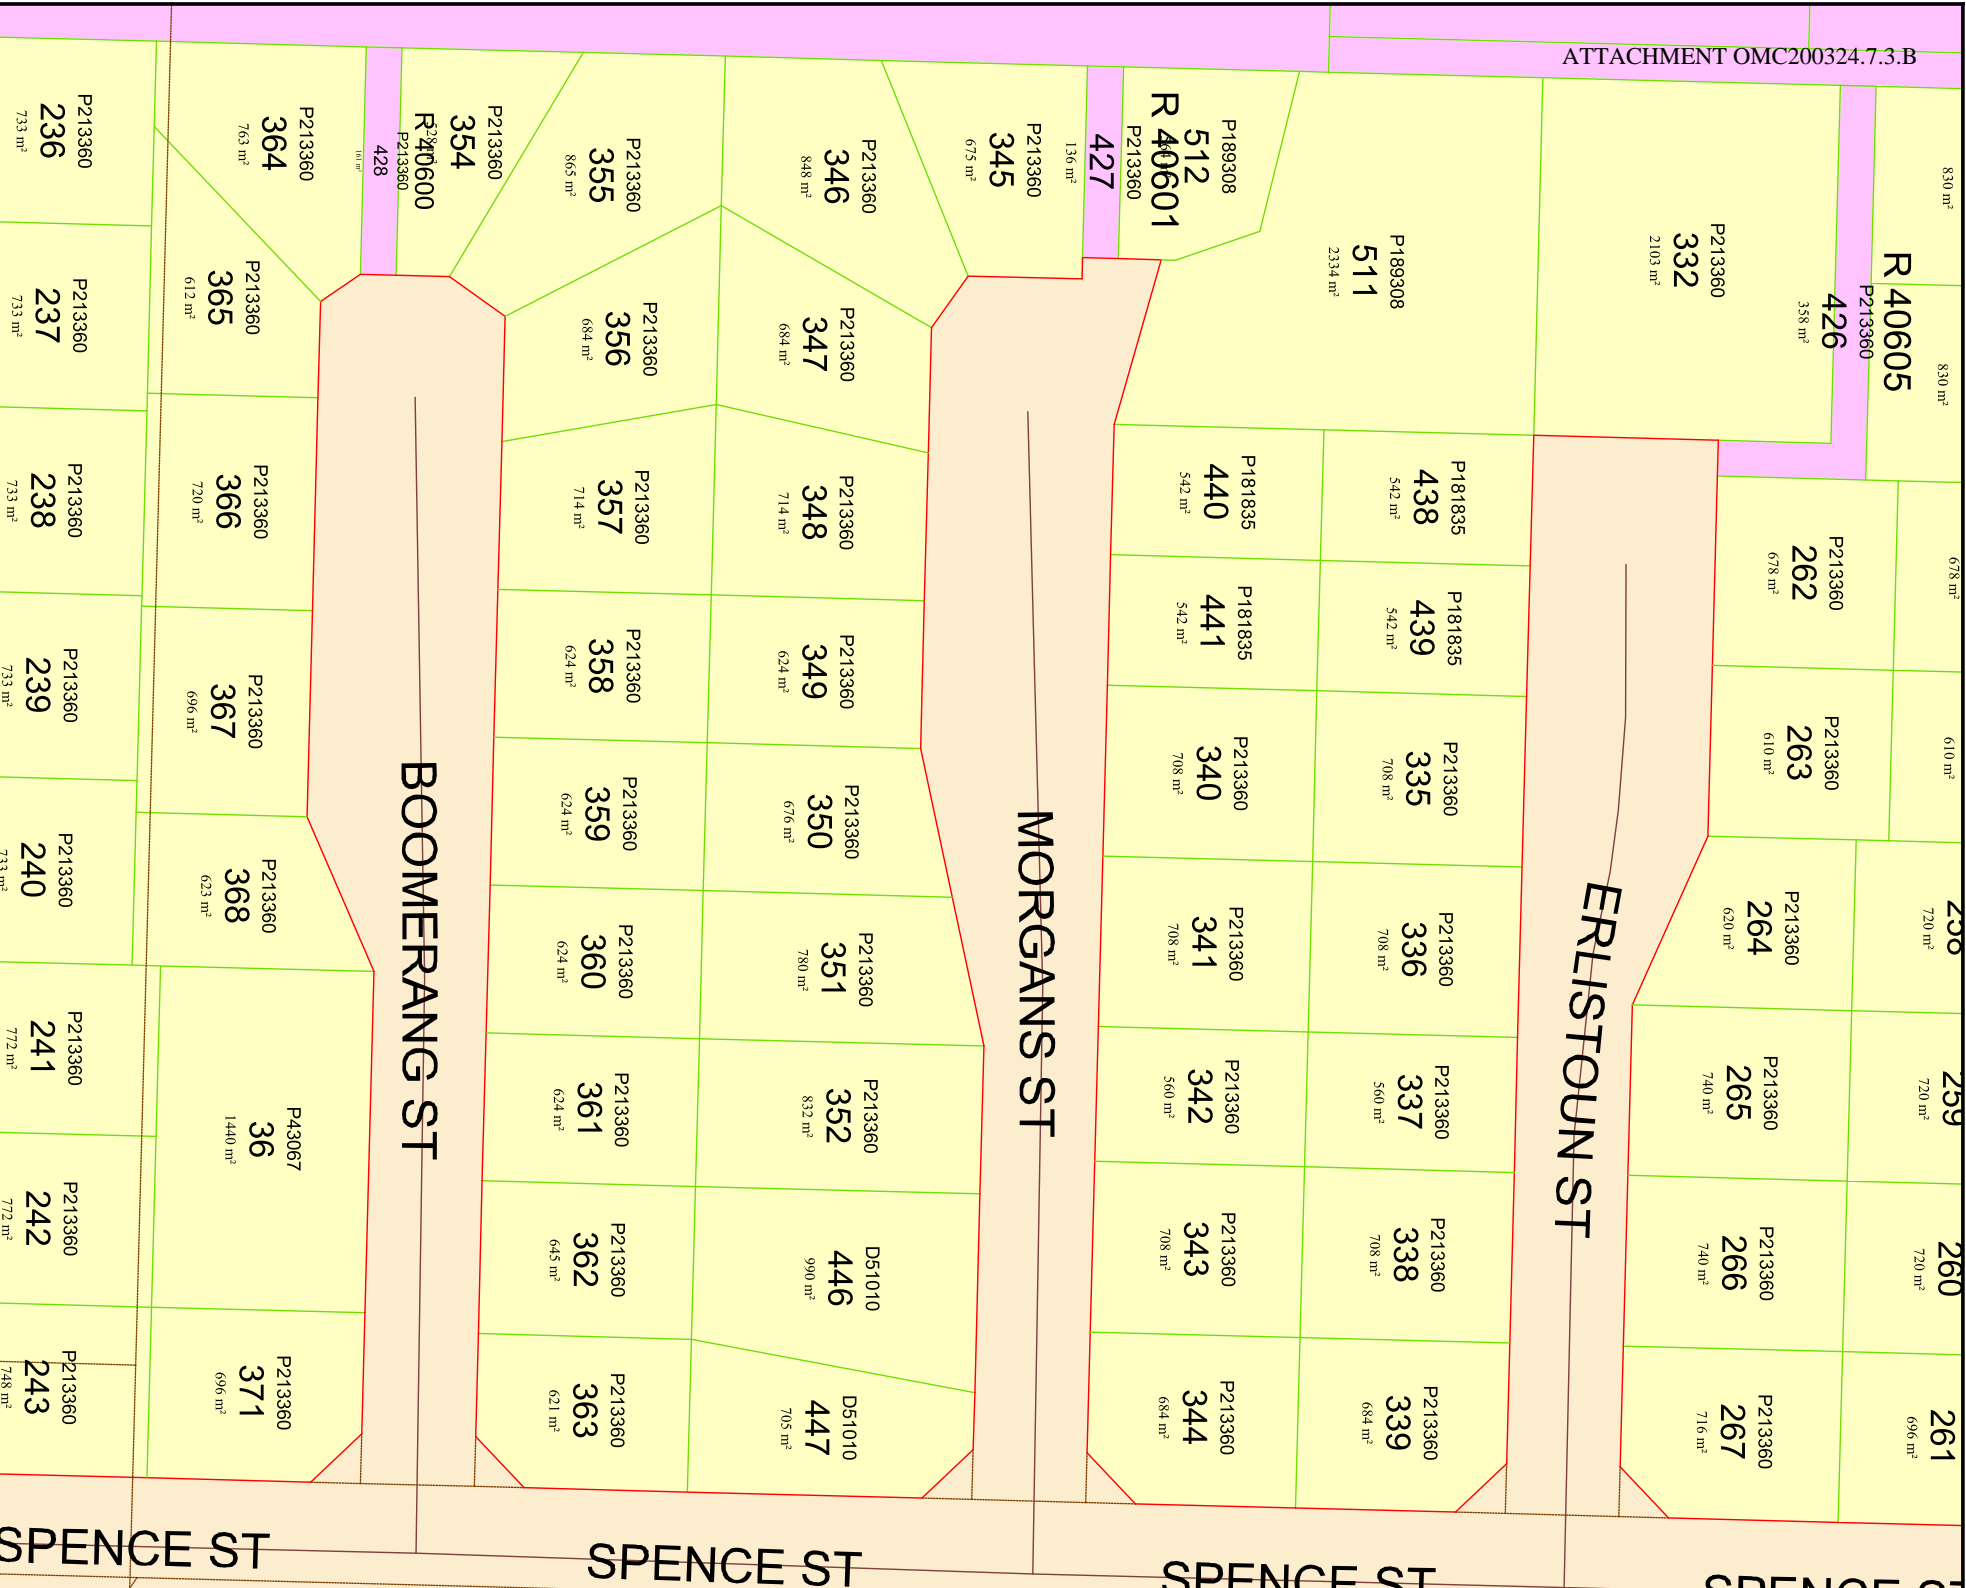 ATTACHMENT OMC200324.7.3.B
P213360
236
733 m²
P213360
237
733 m²
P213360
238
733 m²
P213360
239
733 m²
P213360
240
733 m²
P213360
241
772 m²
P213360
242
772 m²
P213360
243
748 m²
P213360
364
763 m²
P213360
365
612 m²
P213360
366
720 m²
P213360
367
696 m²
P213360
368
623 m²
P43067
36
1440 m²
P213360
371
696 m²
R 40600
P213360
428
161 m²
P213360
354
BOOMERANG ST
P213360
355
865 m²
P213360
356
684 m²
P213360
357
714 m²
P213360
358
624 m²
P213360
359
624 m²
P213360
360
624 m²
P213360
361
624 m²
P213360
362
645 m²
P213360
363
621 m²
P213360
346
848 m²
P213360
347
684 m²
P213360
348
714 m²
P213360
349
624 m²
P213360
350
676 m²
P213360
351
780 m²
P213360
352
832 m²
D51010
446
990 m²
D51010
447
705 m²
P213360
345
675 m²
MORGANS ST
R 40601
P213360
427
136 m²
P189308
512
P189308
511
2334 m²
P181835
440
542 m²
P181835
441
542 m²
P213360
340
708 m²
P213360
341
708 m²
P213360
342
560 m²
P213360
343
708 m²
P213360
344
684 m²
P181835
438
542 m²
P181835
439
542 m²
P213360
335
708 m²
P213360
336
708 m²
P213360
337
560 m²
P213360
338
708 m²
P213360
339
684 m²
ERLISTOUN ST
P213360
332
2103 m²
R 40605
P213360
426
358 m²
P213360
262
678 m²
P213360
263
610 m²
P213360
264
620 m²
P213360
265
740 m²
P213360
266
740 m²
P213360
267
716 m²
830 m²
830 m²
678 m²
610 m²
258
720 m²
259
720 m²
260
720 m²
261
696 m²
SPENCE ST
SPENCE ST
SPENCE ST
SPENCE ST